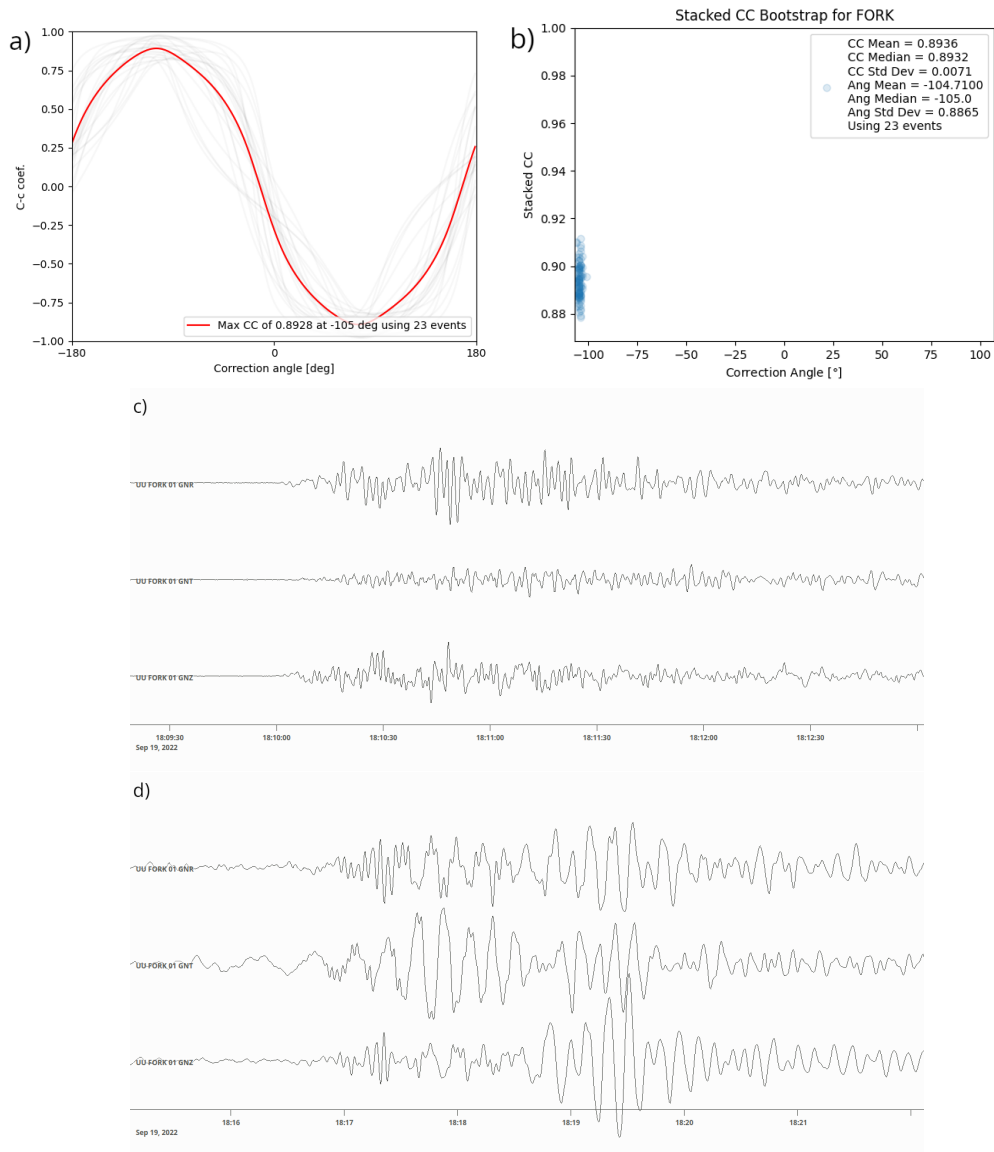 a)
1.00
0.75
0.50
0.25
0.00
−0.25
−0.50
−0.75
−1.00
C-c coef.
Max CC of 0.8928 at -105 deg using 23 events
−180
0
180
Correction angle [deg]
b)
Stacked CC Bootstrap for FORK
1.00
0.98
0.96
0.94
0.92
0.90
0.88
Stacked CC
CC Mean = 0.8936
CC Median = 0.8932
CC Std Dev = 0.0071
Ang Mean = -104.7100
Ang Median = -105.0
Ang Std Dev = 0.8865
Using 23 events
−100
−75
−50
−25
0
25
50
75
100
Correction Angle [°]
c)
UU FORK 01 GNR
UU FORK 01 GNT
UU FORK 01 GNZ
18:09:30
18:10:00
18:10:30
18:11:00
18:11:30
18:12:00
18:12:30
Sep 19, 2022
d)
UU FORK 01 GNR
UU FORK 01 GNT
UU FORK 01 GNZ
18:16
18:17
18:18
18:19
18:20
18:21
Sep 19, 2022